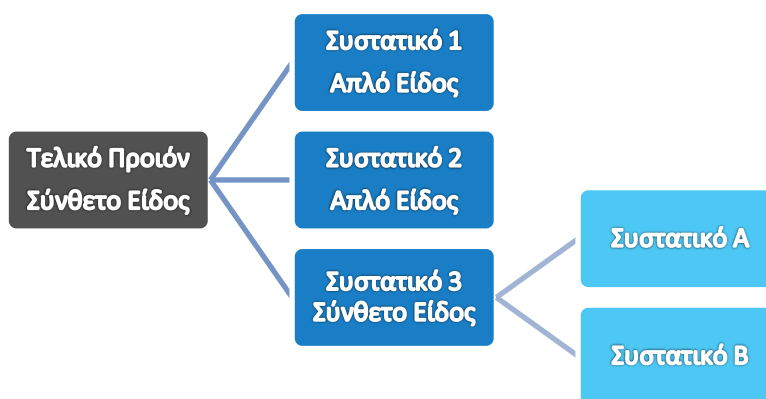 Συστατικό 1
Απλό Είδος
Τελικό Προιόν
Σύνθετο Είδος
Συστατικό 2
Απλό Είδος
Συστατικό 3
Σύνθετο Είδος
Συστατικό Α
Συστατικό Β